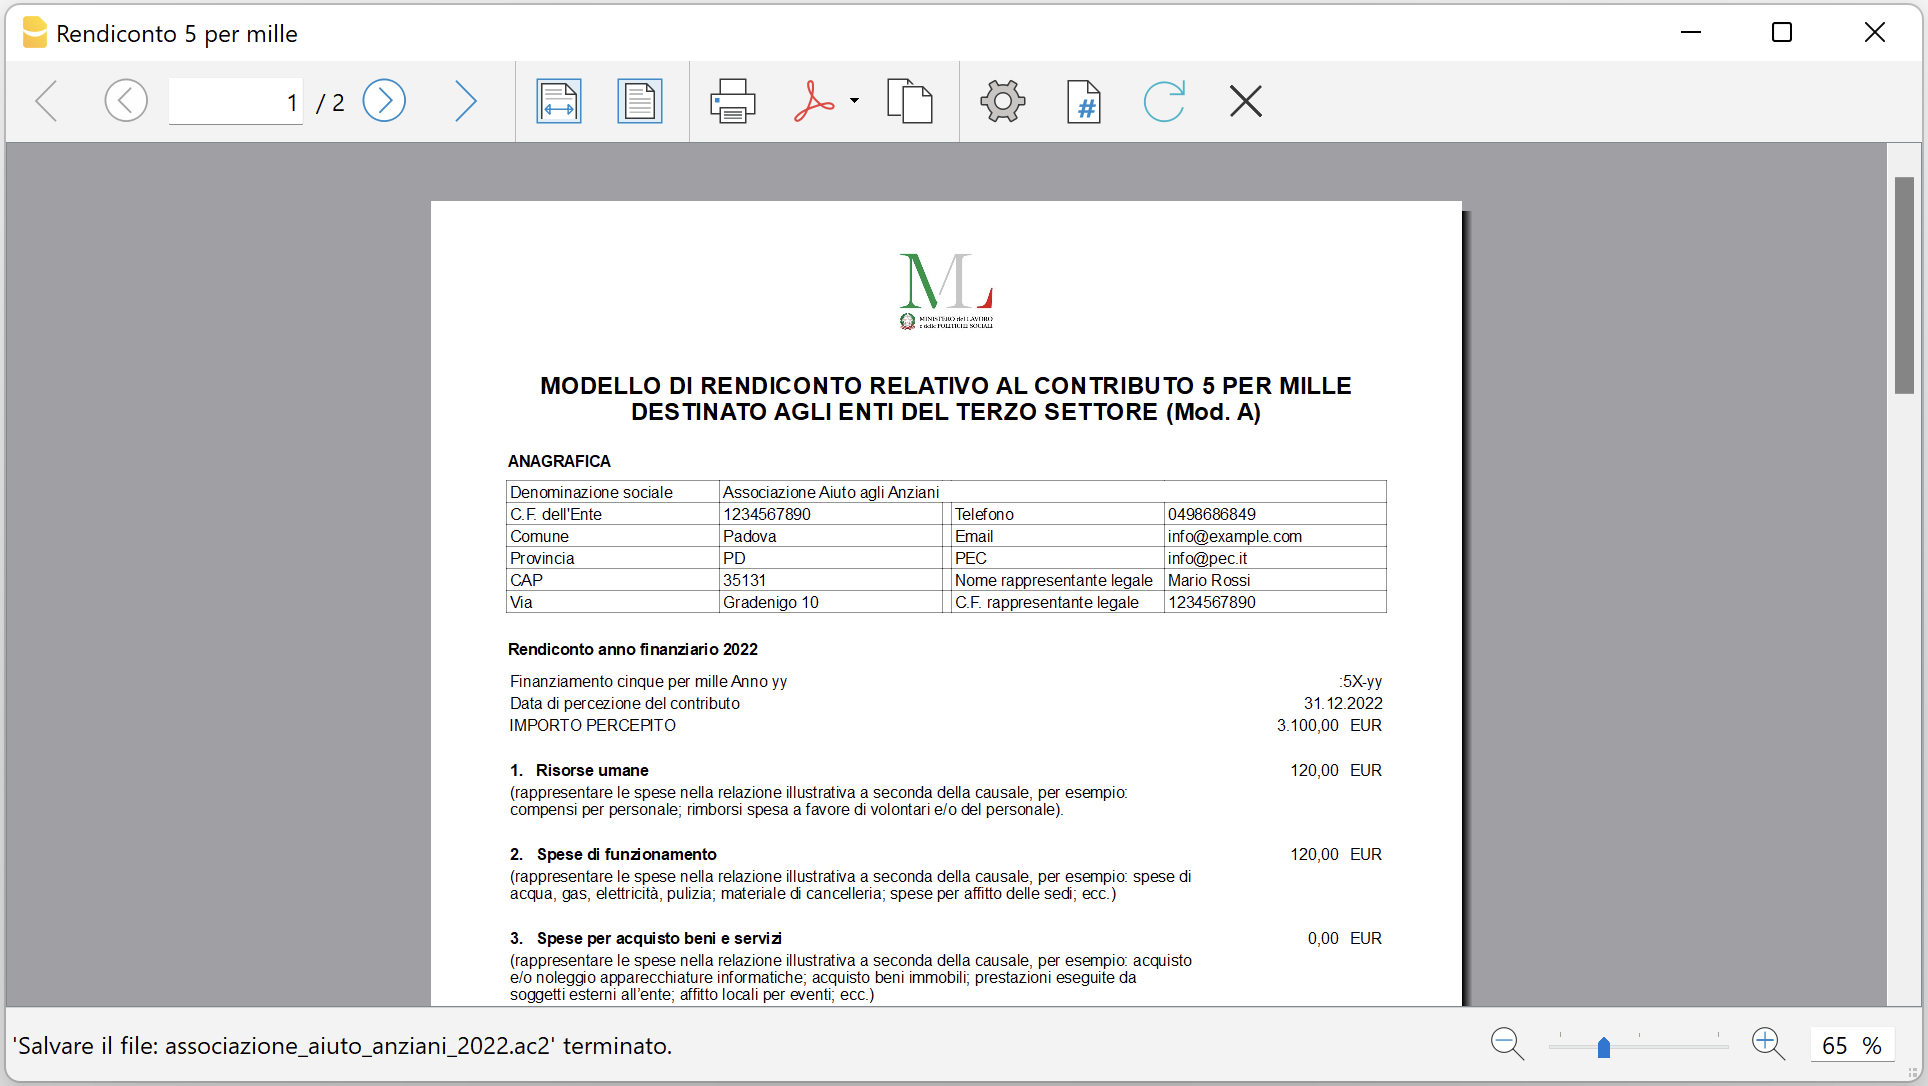 Rendiconto 5 per mille
1 / 2
#
ML
MINISTERO del LAVORO
e delle POLITICHE SOCIALI
MODELLO DI RENDICONTO RELATIVO AL CONTRIBUTO 5 PER MILLE
DESTINATO AGLI ENTI DEL TERZO SETTORE (Mod. A)
ANAGRAFICA
Denominazione sociale Associazione Aiuto agli Anziani
C.F. dell'Ente 1234567890 Telefono 0498686849
Comune Padova Email info@example.com
Provincia PD PEC info@pec.it
CAP 35131 Nome rappresentante legale Mario Rossi
Via Gradenigo 10 C.F. rappresentante legale 1234567890
Rendiconto anno finanziario 2022
Finanziamento cinque per mille Anno yy :5X-yy
Data di percezione del contributo 31.12.2022
IMPORTO PERCEPITO 3.100,00 EUR
1. Risorse umane 120,00 EUR
(rappresentare le spese nella relazione illustrativa a seconda della causale, per esempio:
compensi per personale; rimborsi spesa a favore di volontari e/o del personale).
2. Spese di funzionamento 120,00 EUR
(rappresentare le spese nella relazione illustrativa a seconda della causale, per esempio: spese di
acqua, gas, elettricità, pulizia; materiale di cancelleria; spese per affitto delle sedi; ecc.)
3. Spese per acquisto beni e servizi 0,00 EUR
(rappresentare le spese nella relazione illustrativa a seconda della causale, per esempio: acquisto
e/o noleggio apparecchiature informatiche; acquisto beni immobili; prestazioni eseguite da
soggetti esterni all’ente; affitto locali per eventi; ecc.)
'Salvare il file: associazione_aiuto_anziani_2022.ac2' terminato.
65 %